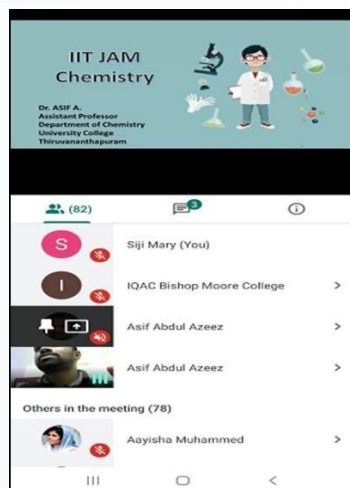 IIT JAM
Chemistry
Dr. ASIF A.
Assistant Professor
Department of Chemistry
University College
Thiruvananthapuram
(82)
3
S
Siji Mary (You)
I
IQAC Bishop Moore College
Asif Abdul Azeez
Asif Abdul Azeez
Others in the meeting (78)
Aayisha Muhammed